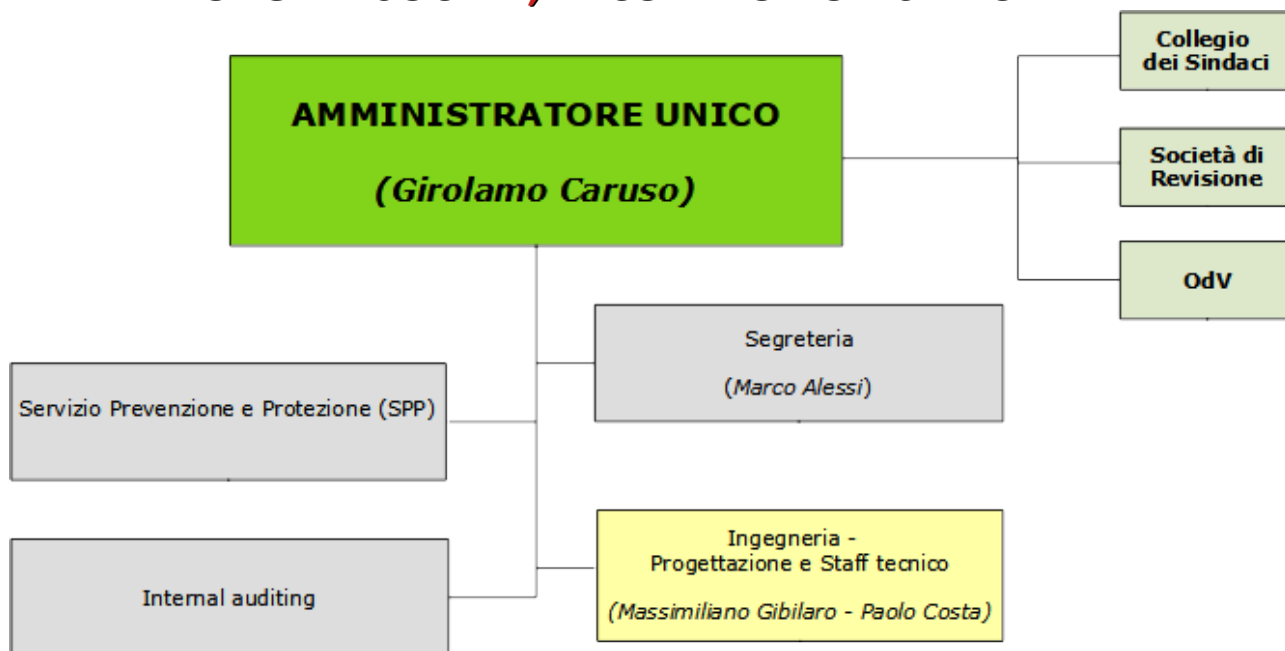 Collegio
dei Sindaci
AMMINISTRATORE UNICO
(Girolamo Caruso)
Società di
Revisione
OdV
Segreteria
(Marco Alessi)
Servizio Prevenzione e Protezione (SPP)
Ingegneria -
Progettazione e Staff tecnico
(Massimiliano Gibilaro - Paolo Costa)
Internal auditing